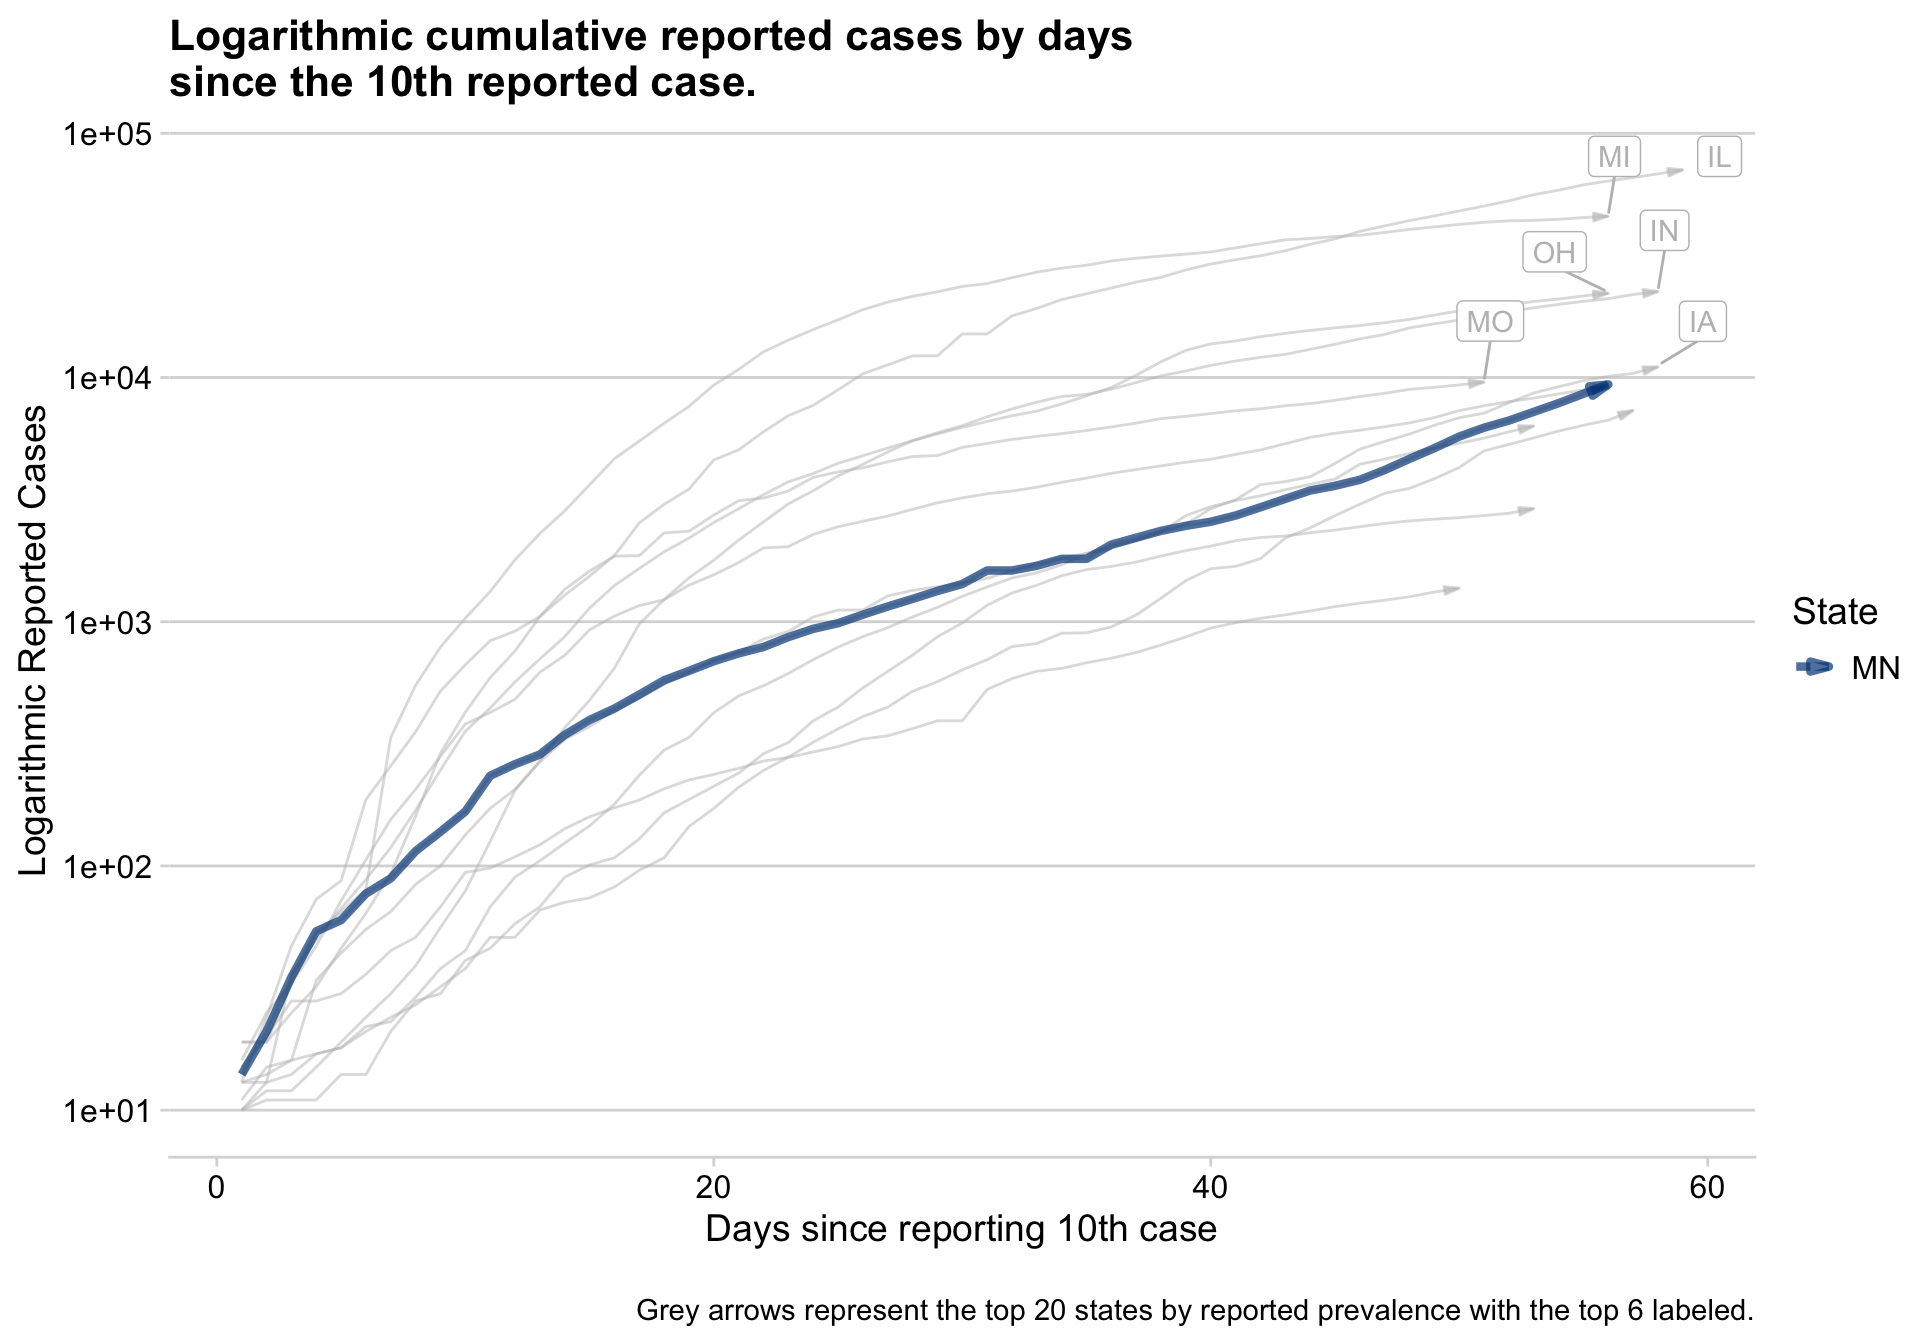 Logarithmic cumulative reported cases by days
since the 10th reported case.
1e+05
1e+04
1e+03
1e+02
1e+01
Logarithmic Reported Cases
MI
IL
IN
OH
MO
IA
State
MN
0
20
40
60
Days since reporting 10th case
Grey arrows represent the top 20 states by reported prevalence with the top 6 labeled.